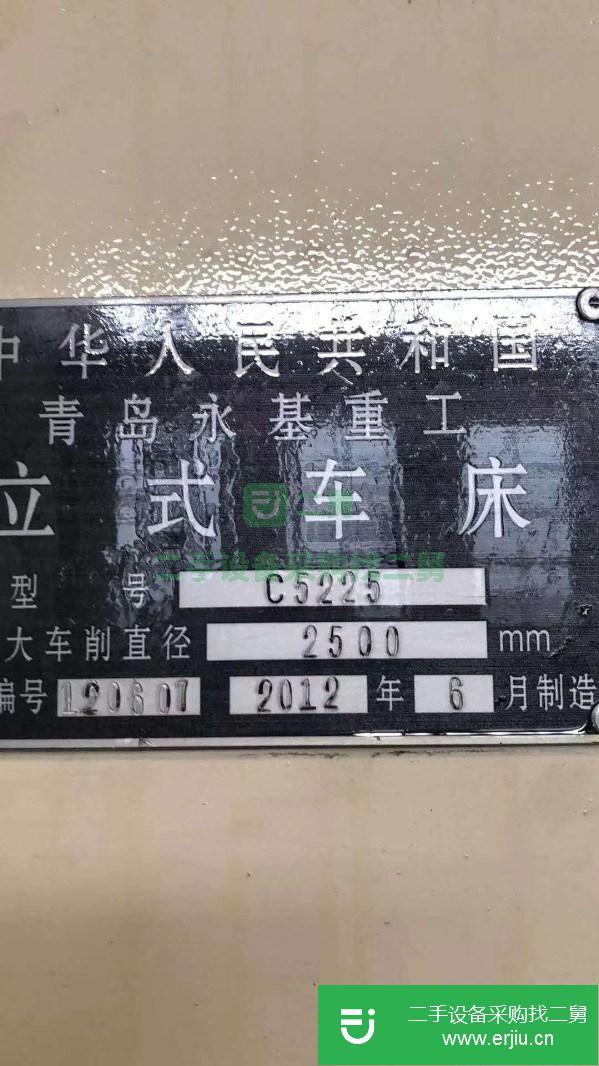 中华人民共和国
青岛永基重工
立式车床
二手设备采购找二舅
型号 C5225
大车削直径 2500 mm
编号 120607 2012 年 6 月制造
二手设备采购找二舅
www.erjiu.cn